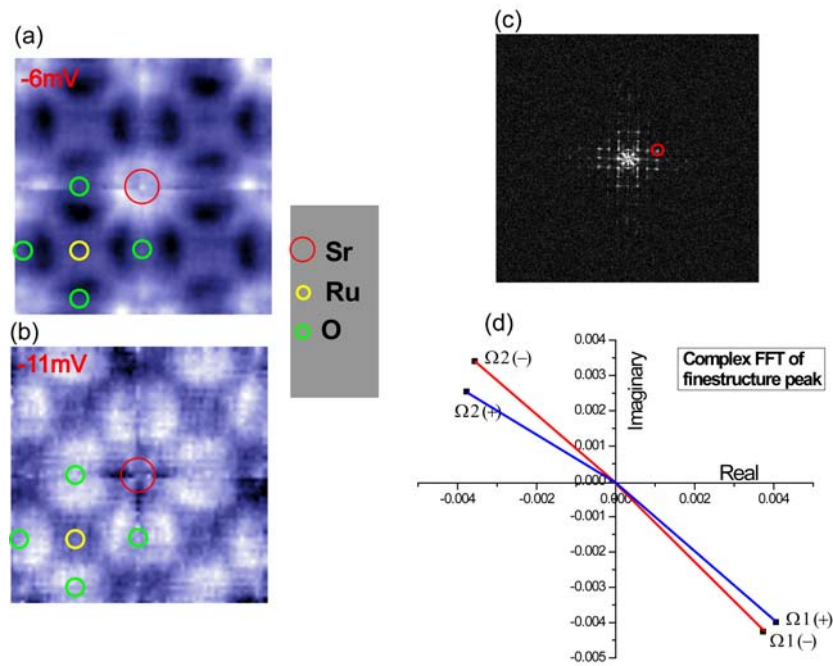 (a)
-6mV
(b)
-11mV
Sr
Ru
O
(c)
(d)
0.004
0.003
0.002
0.001
0.000
-0.001
-0.002
-0.003
-0.004
-0.005
-0.004
-0.002
0.000
0.002
0.004
Imaginary
Real
Complex FFT of
finestructure peak
Ω2(−)
Ω2(+)
Ω1(+)
Ω1(−)